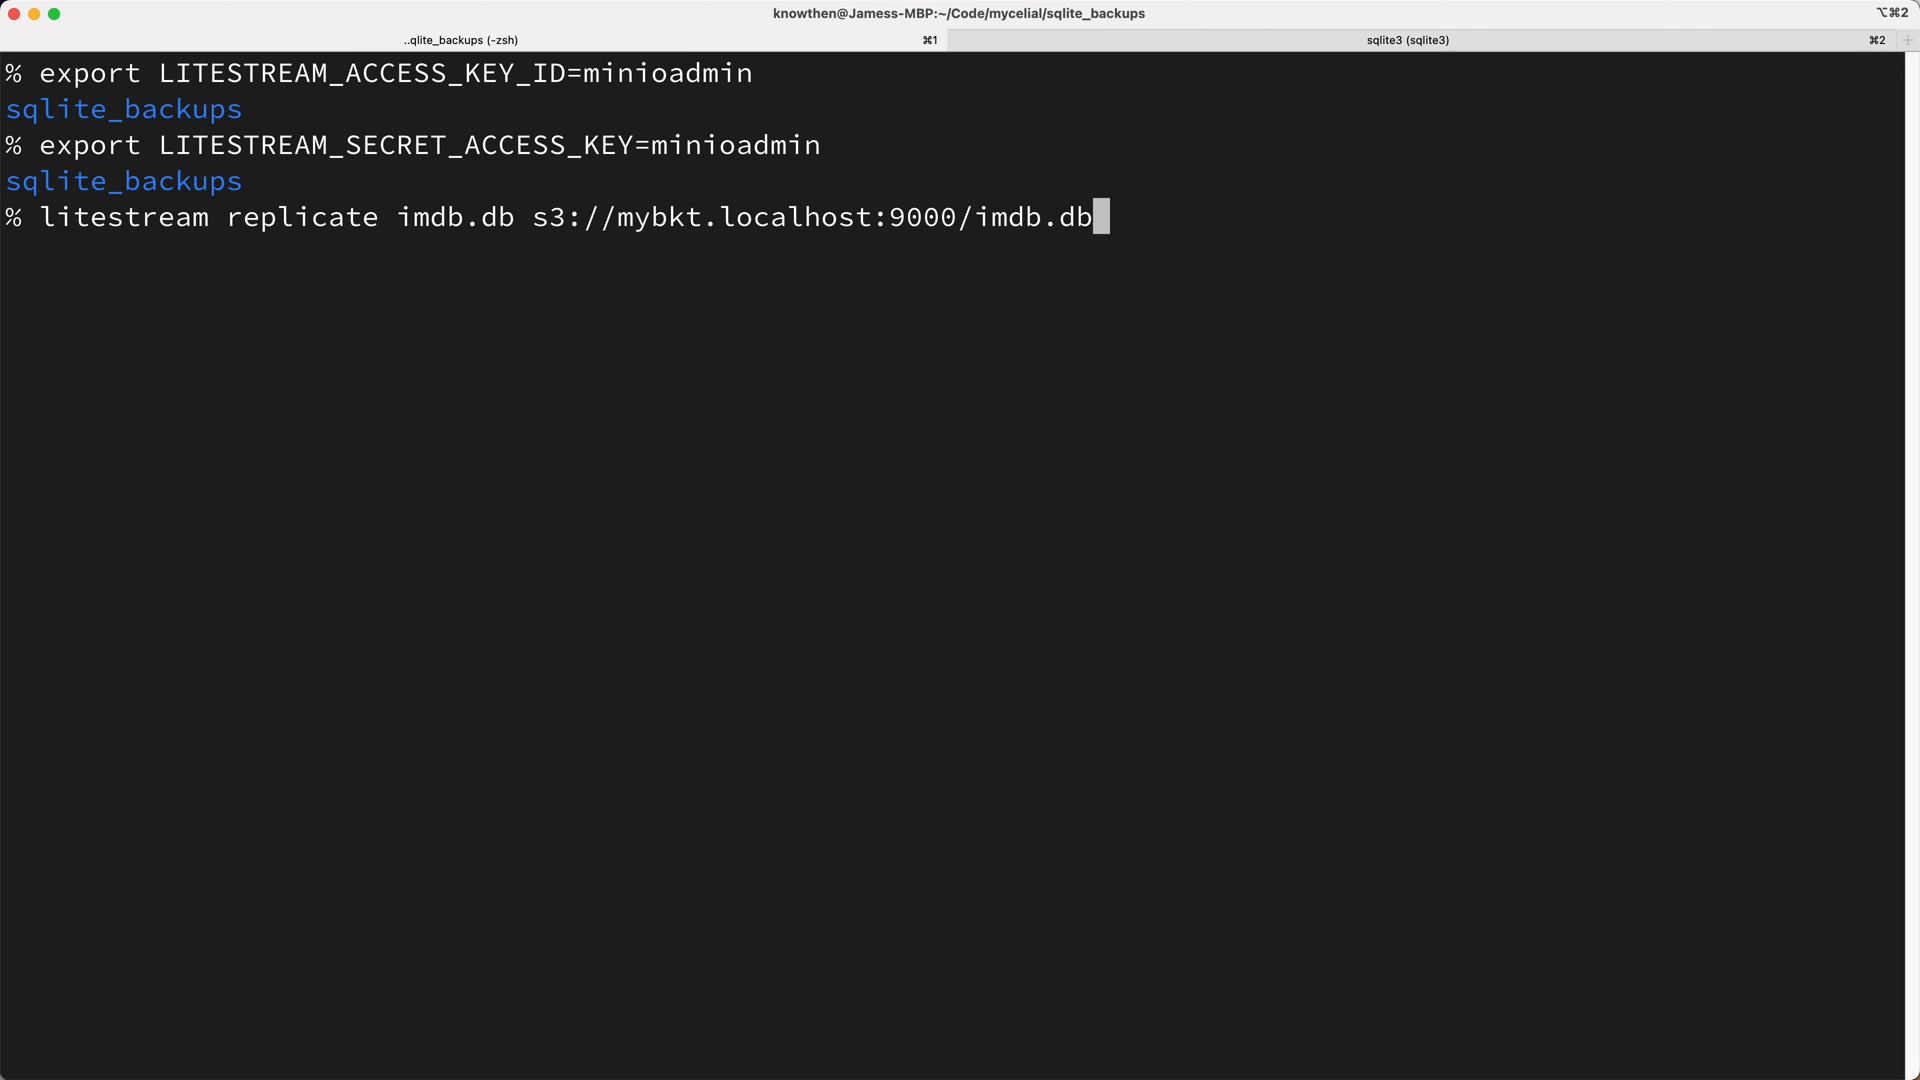 knowthen@Jamess-MBP:~/Code/mycelial/sqlite_backups
⌥⌘2
..qlite_backups (-zsh)
⌘1
sqlite3 (sqlite3)
⌘2
% export LITESTREAM_ACCESS_KEY_ID=minioadmin
sqlite_backups
% export LITESTREAM_SECRET_ACCESS_KEY=minioadmin
sqlite_backups
% litestream replicate imdb.db s3://mybkt.localhost:9000/imdb.db